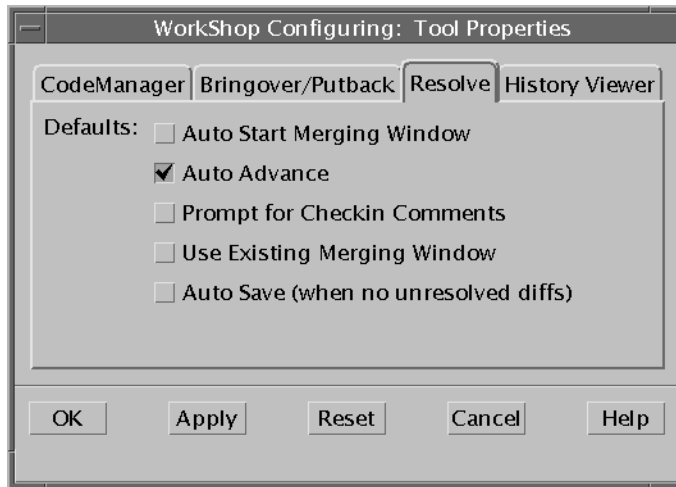 WorkShop Configuring: Tool Properties
CodeManager Bringover/Putback Resolve History Viewer
Defaults: Auto Start Merging Window
Auto Advance
Prompt for Checkin Comments
Use Existing Merging Window
Auto Save (when no unresolved diffs)
OK Apply Reset Cancel Help